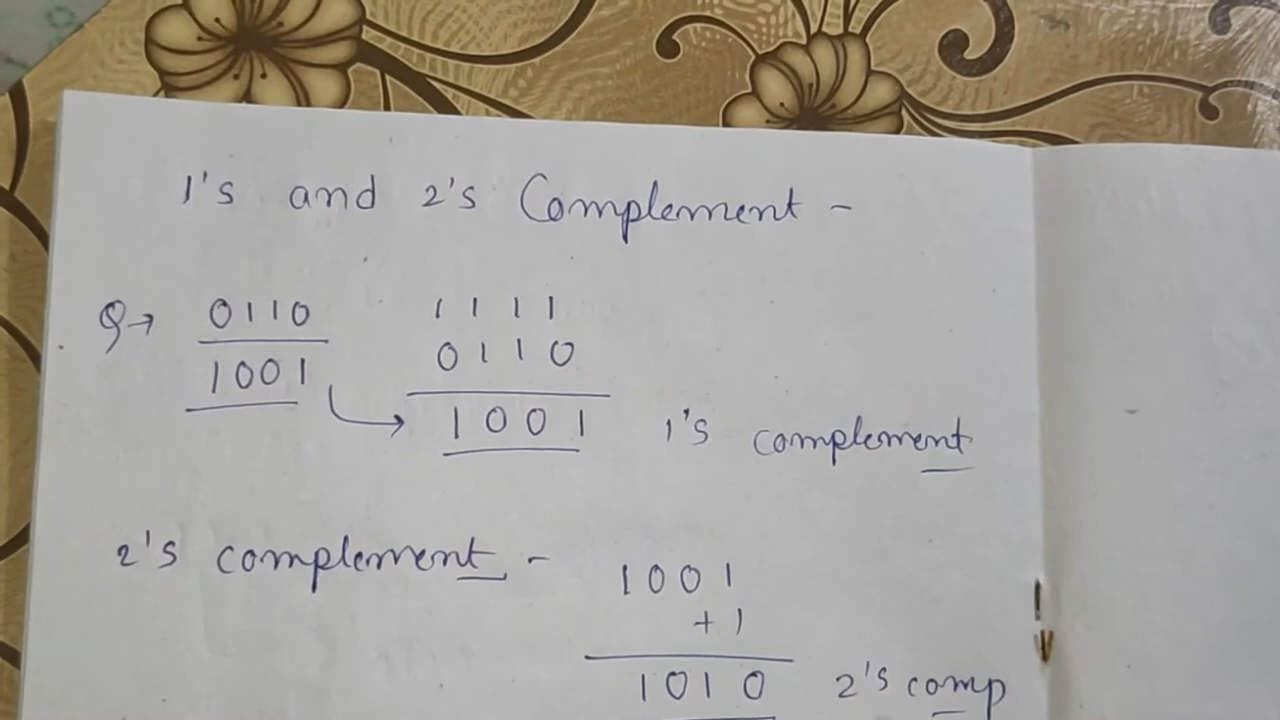 1's and 2's Complement -
Q→ 0110 1111
0110
1001
1001 1's complement
2's complement - 1001
+1
1010 2's comp